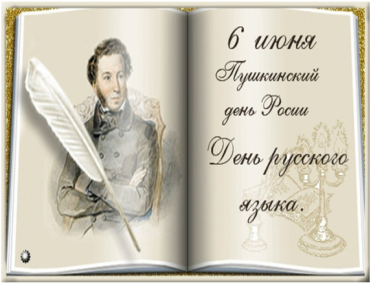 6 июня
Пушкинский
день Росии
День русского
языка.